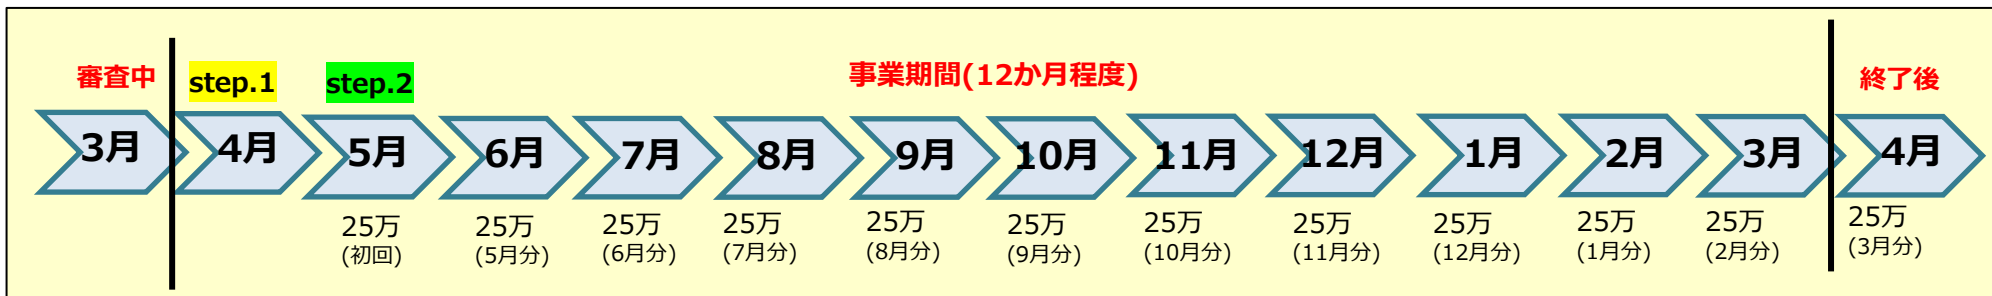 審査中
step.1
step.2
事業期間(12か月程度)
終了後
3月
4月
5月
6月
7月
8月
9月
10月
11月
12月
1月
2月
3月
4月
25万
(初回)
25万
(5月分)
25万
(6月分)
25万
(7月分)
25万
(8月分)
25万
(9月分)
25万
(10月分)
25万
(11月分)
25万
(12月分)
25万
(1月分)
25万
(2月分)
25万
(3月分)